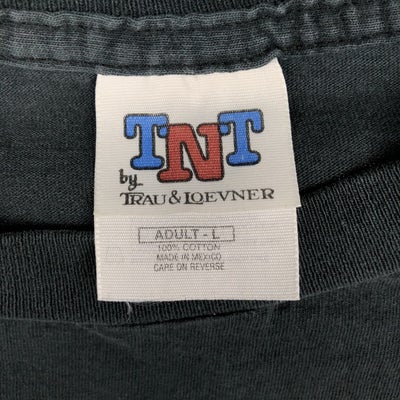 TNT
by
TRAU & LOEVNER
ADULT - L
100% COTTON
MADE IN MEXICO
CARE ON REVERSE